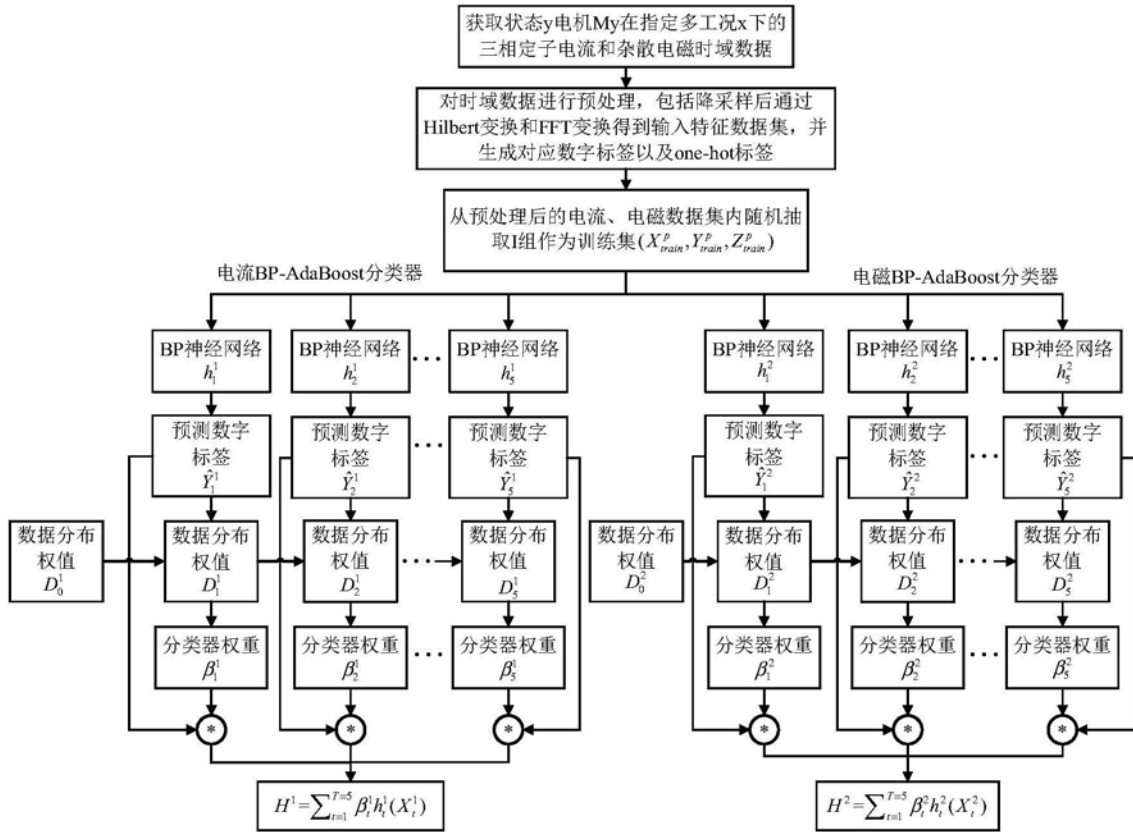 获取状态y电机My在指定多工况x下的
三相定子电流和杂散电磁时域数据
对时域数据进行预处理，包括降采样后通过
Hilbert变换和FFT变换得到输入特征数据集，并
生成对应数字标签以及one-hot标签
从预处理后的电流、电磁数据集内随机抽
取I组作为训练集(X^p_{train},Y^p_{train},Z^p_{train})
电流BP-AdaBoost分类器
电磁BP-AdaBoost分类器
BP神经网络
h^1_1
BP神经网络
h^1_2
...
BP神经网络
h^1_5
BP神经网络
h^2_1
BP神经网络
h^2_2
...
BP神经网络
h^2_5
预测数字
标签
Ŷ^1_1
预测数字
标签
Ŷ^1_2
...
预测数字
标签
Ŷ^1_5
预测数字
标签
Ŷ^2_1
预测数字
标签
Ŷ^2_2
...
预测数字
标签
Ŷ^2_5
数据分布
权值
D^1_0
数据分布
权值
D^1_1
数据分布
权值
D^1_2
...
数据分布
权值
D^1_5
数据分布
权值
D^2_0
数据分布
权值
D^2_1
数据分布
权值
D^2_2
...
数据分布
权值
D^2_5
分类器权重
β^1_1
分类器权重
β^1_2
...
分类器权重
β^1_5
分类器权重
β^2_1
分类器权重
β^2_2
...
分类器权重
β^2_5
*
*
*
*
*
*
H^1=∑_{t=1}^{T=5}β^1_t h^1_t(X^1_t)
H^2=∑_{t=1}^{T=5}β^2_t h^2_t(X^2_t)